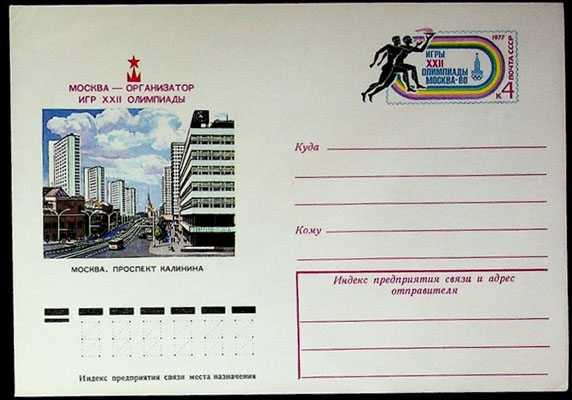 МОСКВА — ОРГАНИЗАТОР
ИГР XXII ОЛИМПИАДЫ
МОСКВА. ПРОСПЕКТ КАЛИНИНА
Индекс предприятия связи места назначения
1977
ИГРЫ
XXII
ОЛИМПИАДЫ
МОСКВА-80
ПОЧТА СССР
К 4
Куда
Кому
Индекс предприятия связи и адрес
отправителя